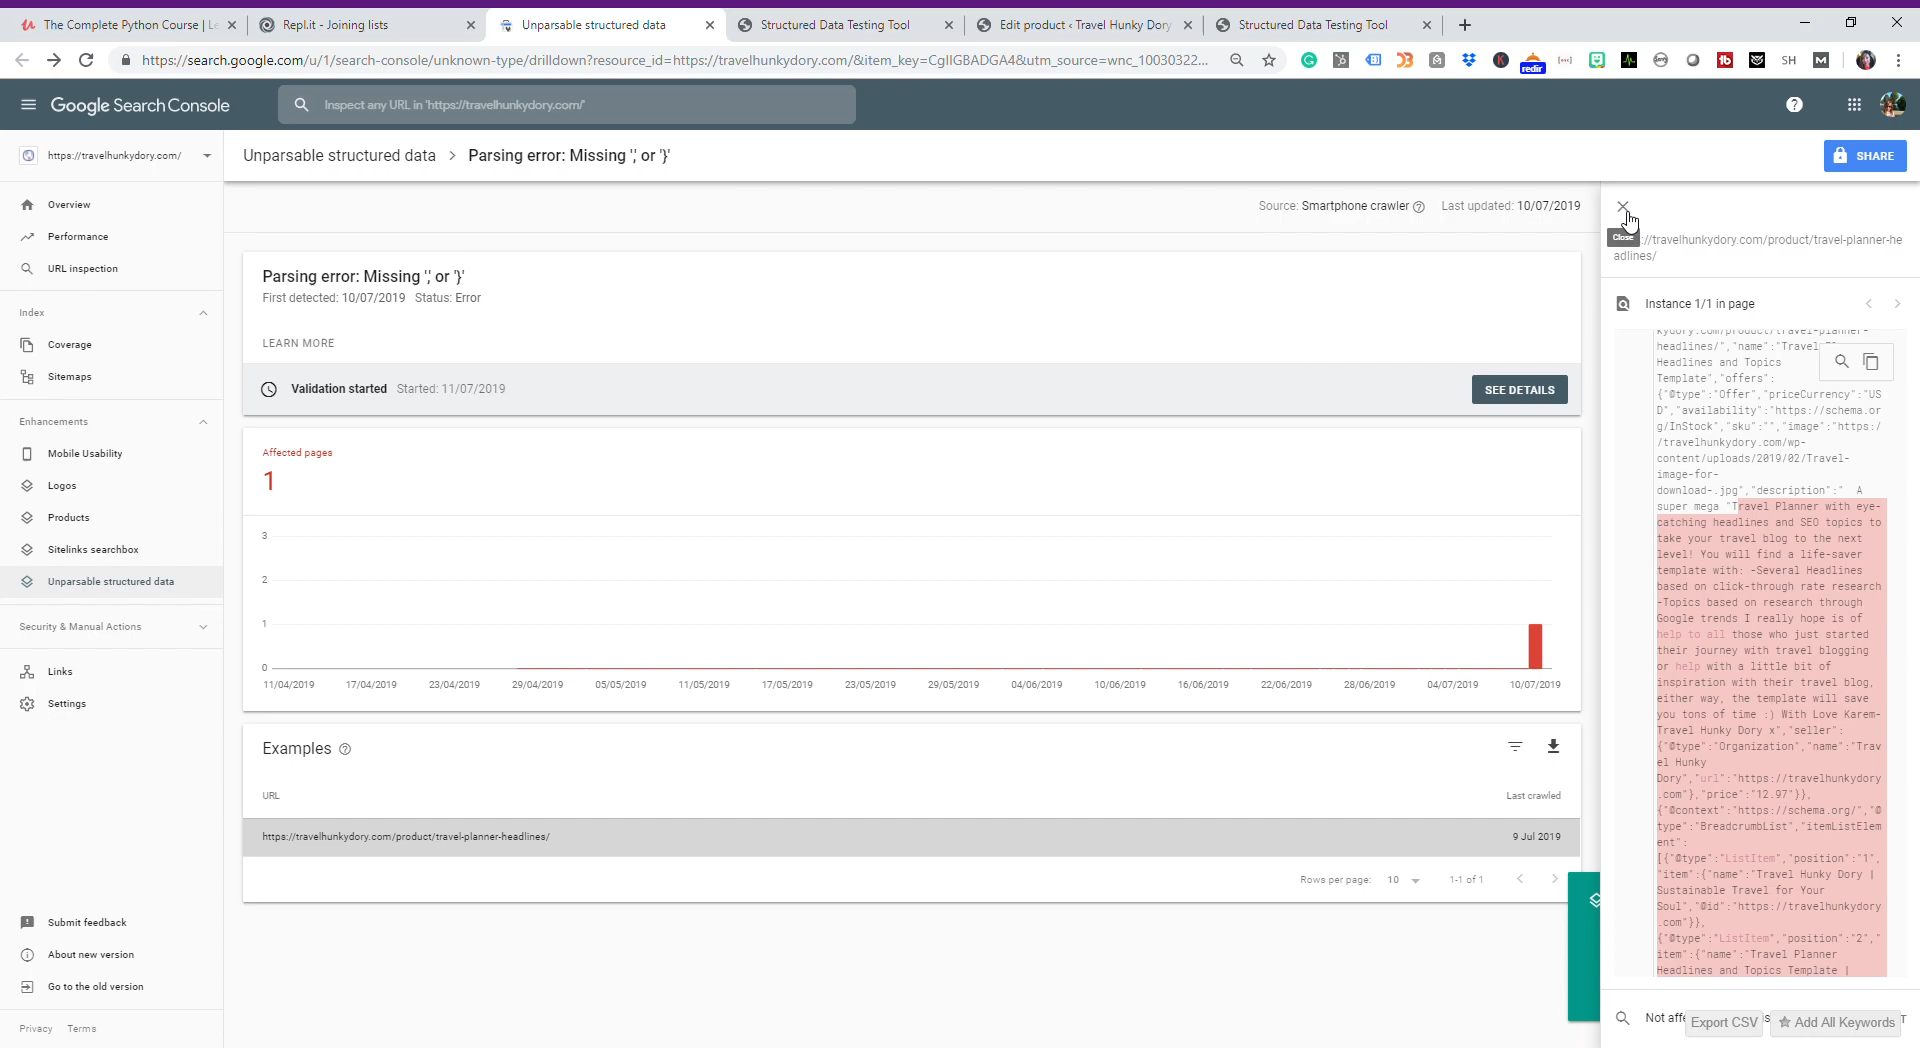 The Complete Python Course | Le
Repl.it - Joining lists
Unparsable structured data
Structured Data Testing Tool
Edit product ‹ Travel Hunky Dory
Structured Data Testing Tool
https://search.google.com/u/1/search-console/unknown-type/drilldown?resource_id=https://travelhunkydory.com/&item_key=CgIIGBADGA4&utm_source=wnc_10030322...
redir
SH
Google Search Console
Inspect any URL in 'https://travelhunkydory.com/'
https://travelhunkydory.com/
Unparsable structured data > Parsing error: Missing ',' or '}'
SHARE
Overview
Performance
URL inspection
Index
Coverage
Sitemaps
Enhancements
Mobile Usability
Logos
Products
Sitelinks searchbox
Unparsable structured data
Security & Manual Actions
Links
Settings
Submit feedback
About new version
Go to the old version
Privacy Terms
Source: Smartphone crawler
Last updated: 10/07/2019
Parsing error: Missing ',' or '}'
First detected: 10/07/2019 Status: Error
LEARN MORE
Validation started Started: 11/07/2019
SEE DETAILS
Affected pages
1
3
2
1
0
11/04/2019 17/04/2019 23/04/2019 29/04/2019 05/05/2019 11/05/2019 17/05/2019 23/05/2019 29/05/2019 04/06/2019 10/06/2019 16/06/2019 22/06/2019 28/06/2019 04/07/2019 10/07/2019
Examples
URL
Last crawled
https://travelhunkydory.com/product/travel-planner-headlines/
9 Jul 2019
Rows per page: 10
1-1 of 1
Close
://travelhunkydory.com/product/travel-planner-he
adlines/
Instance 1/1 in page
kydory.com/product/travel-planner-
headlines/","name":"Travel
Headlines and Topics
Template","offers":
{"@type":"Offer","priceCurrency":"US
D","availability":"https://schema.or
g/InStock","sku":"","image":"https:/
/travelhunkydory.com/wp-
content/uploads/2019/02/Travel-
image-for-
download-.jpg","description":" A
super mega "Travel Planner with eye-
catching headlines and SEO topics to
take your travel blog to the next
level! You will find a life-saver
template with: -Several Headlines
based on click-through rate research
-Topics based on research through
Google trends I really hope is of
help to all those who just started
their journey with travel blogging
or help with a little bit of
inspiration with their travel blog,
either way, the template will save
you tons of time :) With Love Karem-
Travel Hunky Dory x","seller":
{"@type":"Organization","name":"Trav
el Hunky
Dory","url":"https://travelhunkydory
.com"},"price":"12.97"}},
{"@context":"https://schema.org/","@
type":"BreadcrumbList","itemListElem
ent":
[{"@type":"ListItem","position":"1",
"item":{"name":"Travel Hunky Dory |
Sustainable Travel for Your
Soul","@id":"https://travelhunkydory
.com"}},
{"@type":"ListItem","position":"2","
item":{"name":"Travel Planner
Headlines and Topics Template |
Not affe
Export CSV
Add All Keywords